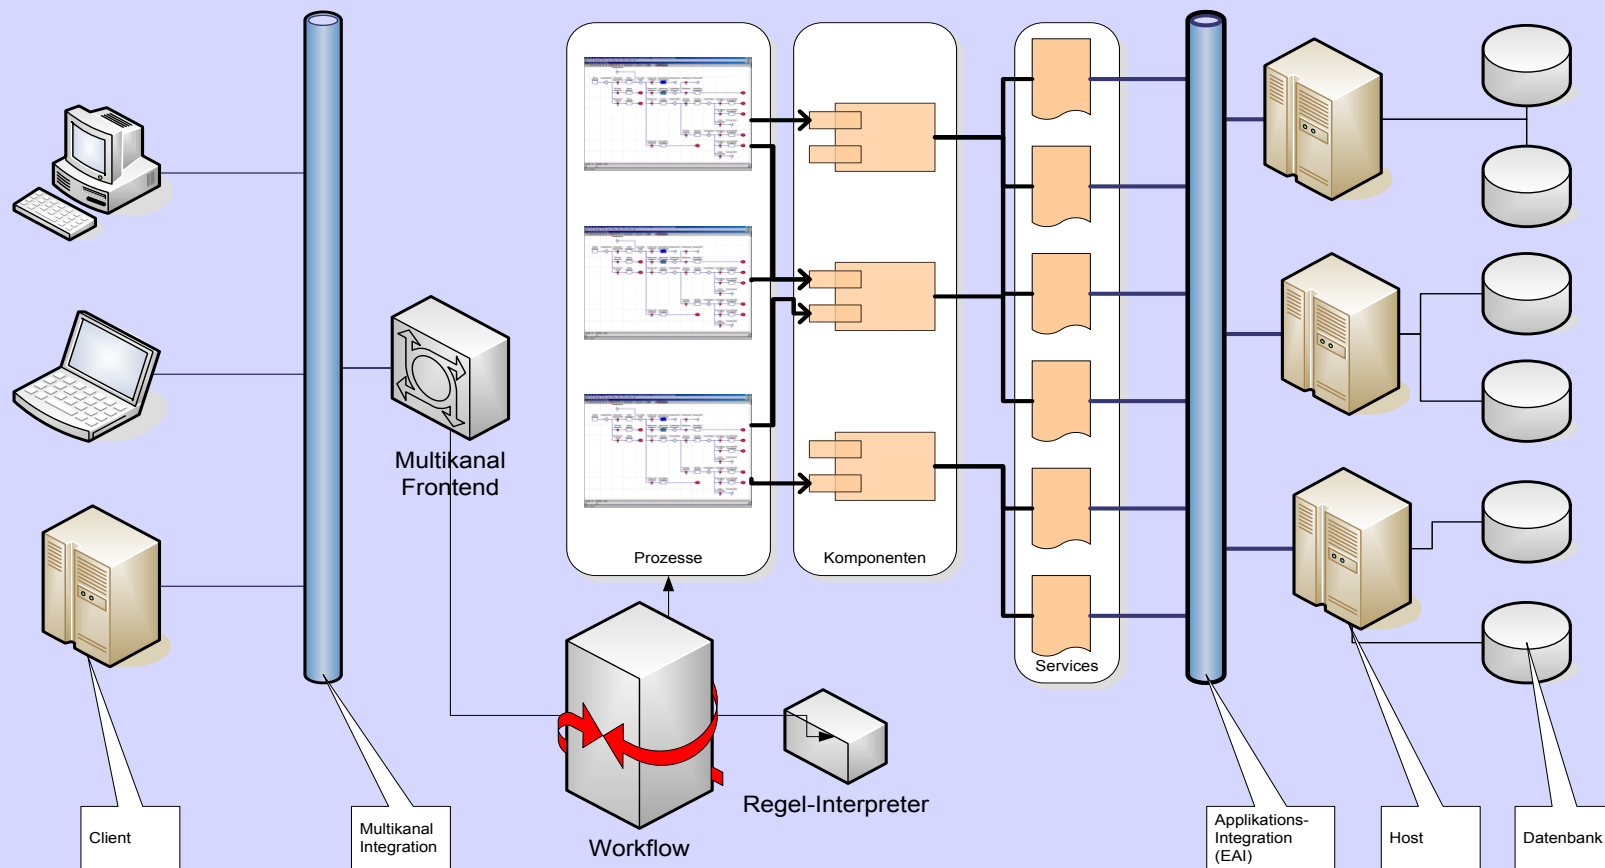 Multikanal
Frontend
Prozesse
Komponenten
Services
Workflow
Regel-Interpreter
Client
Multikanal
Integration
Applikations-
Integration
(EAI)
Host
Datenbank